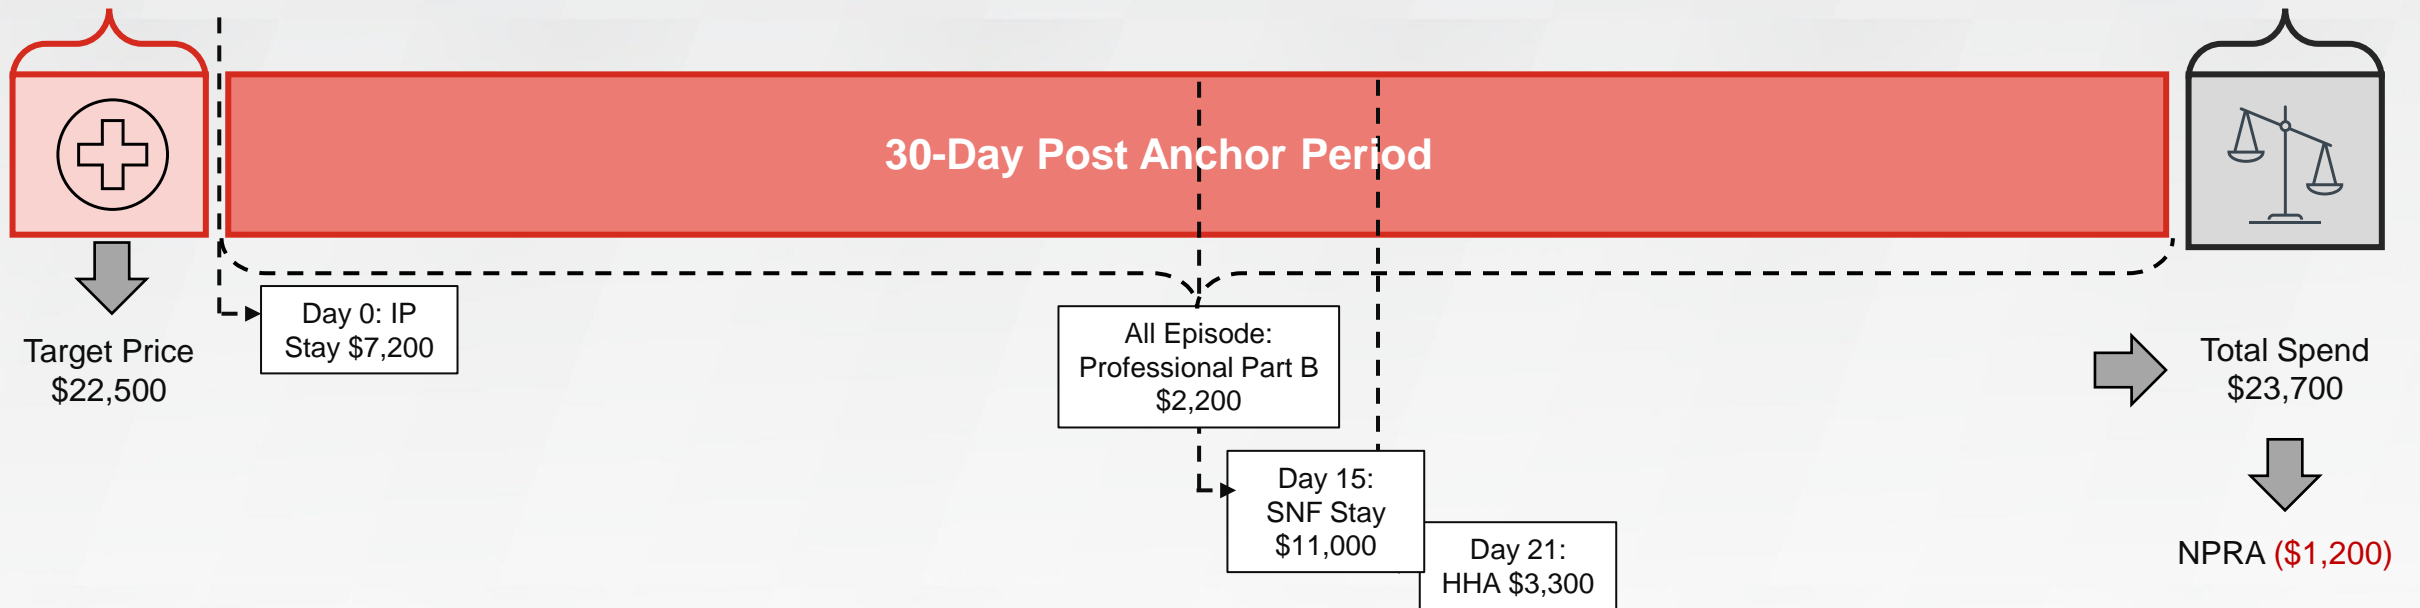 30-Day Post Anchor Period
Target Price
$22,500
Day 0: IP
Stay $7,200
All Episode:
Professional Part B
$2,200
Day 15:
SNF Stay
$11,000
Day 21:
HHA $3,300
Total Spend
$23,700
NPRA ($1,200)